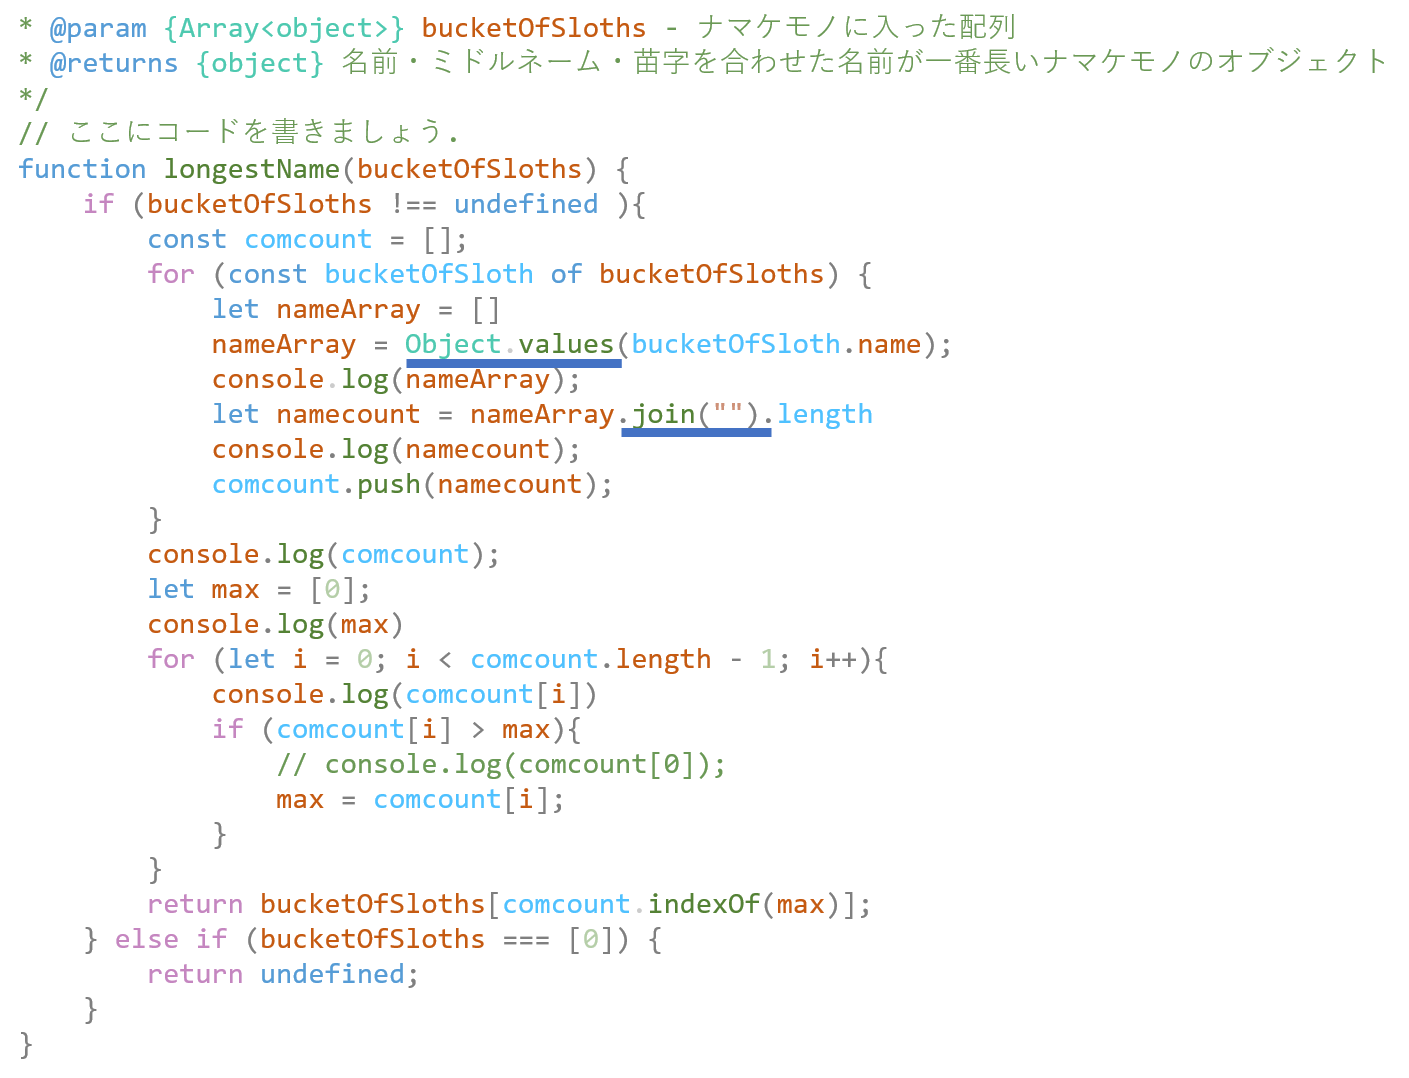 * @param {Array<object>} bucketOfSloths - ナマケモノに入った配列
* @returns {object} 名前・ミドルネーム・苗字を合わせた名前が一番長いナマケモノのオブジェクト
*/
// ここにコードを書きましょう.
function longestName(bucketOfSloths) {
    if (bucketOfSloths !== undefined ){
        const comcount = [];
        for (const bucketOfSloth of bucketOfSloths) {
            let nameArray = []
            nameArray = Object.values(bucketOfSloth.name);
            console.log(nameArray);
            let namecount = nameArray.join("").length
            console.log(namecount);
            comcount.push(namecount);
        }
        console.log(comcount);
        let max = [0];
        console.log(max)
        for (let i = 0; i < comcount.length - 1; i++){
            console.log(comcount[i])
            if (comcount[i] > max){
                // console.log(comcount[0]);
                max = comcount[i];
            }
        }
        return bucketOfSloths[comcount.indexOf(max)];
    } else if (bucketOfSloths === [0]) {
        return undefined;
    }
}